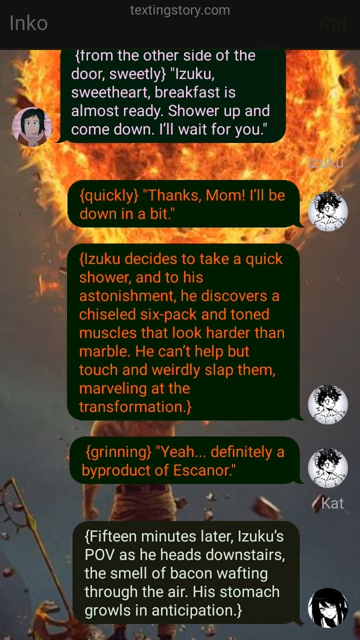 textingstory.com
Inko
Kat
{from the other side of the
door, sweetly} "Izuku,
sweetheart, breakfast is
almost ready. Shower up and
come down. I’ll wait for you."
Izuku
{quickly} "Thanks, Mom! I’ll be
down in a bit."
{Izuku decides to take a quick
shower, and to his
astonishment, he discovers a
chiseled six-pack and toned
muscles that look harder than
marble. He can’t help but
touch and weirdly slap them,
marveling at the
transformation.}
{grinning} "Yeah... definitely a
byproduct of Escanor."
Kat
{Fifteen minutes later, Izuku’s
POV as he heads downstairs,
the smell of bacon wafting
through the air. His stomach
growls in anticipation.}